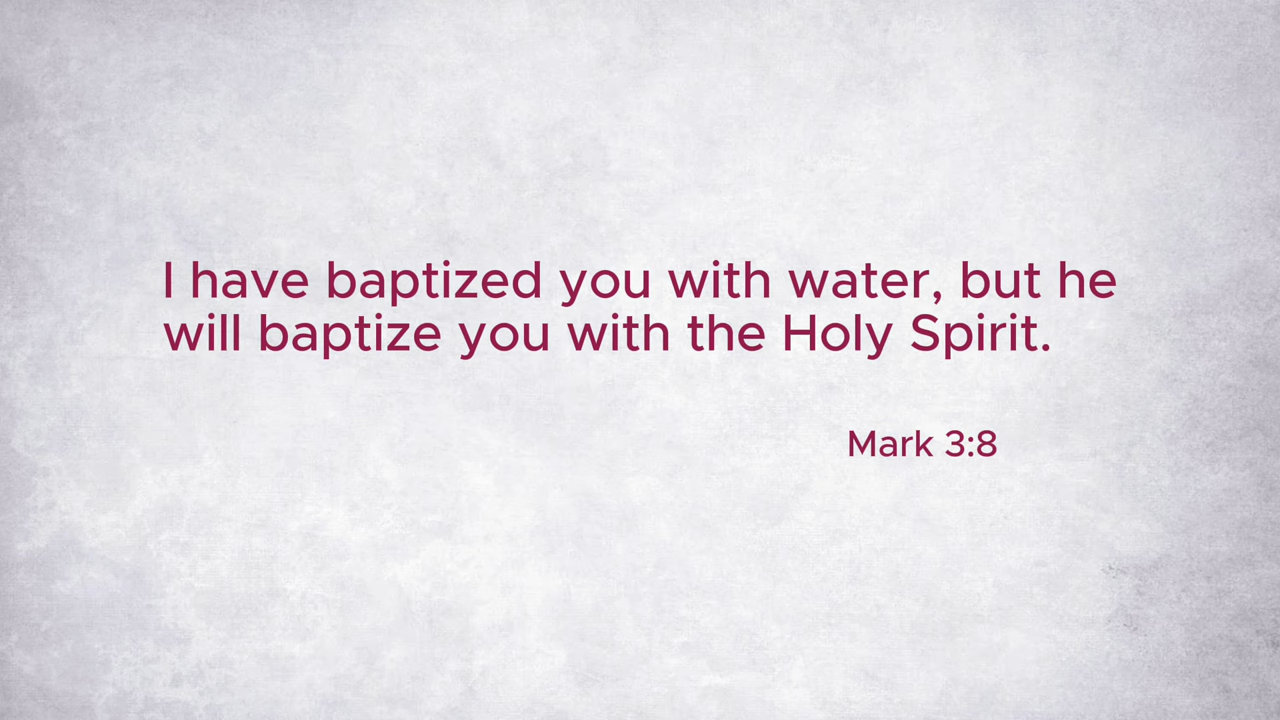 I have baptized you with water, but he
will baptize you with the Holy Spirit.
Mark 3:8